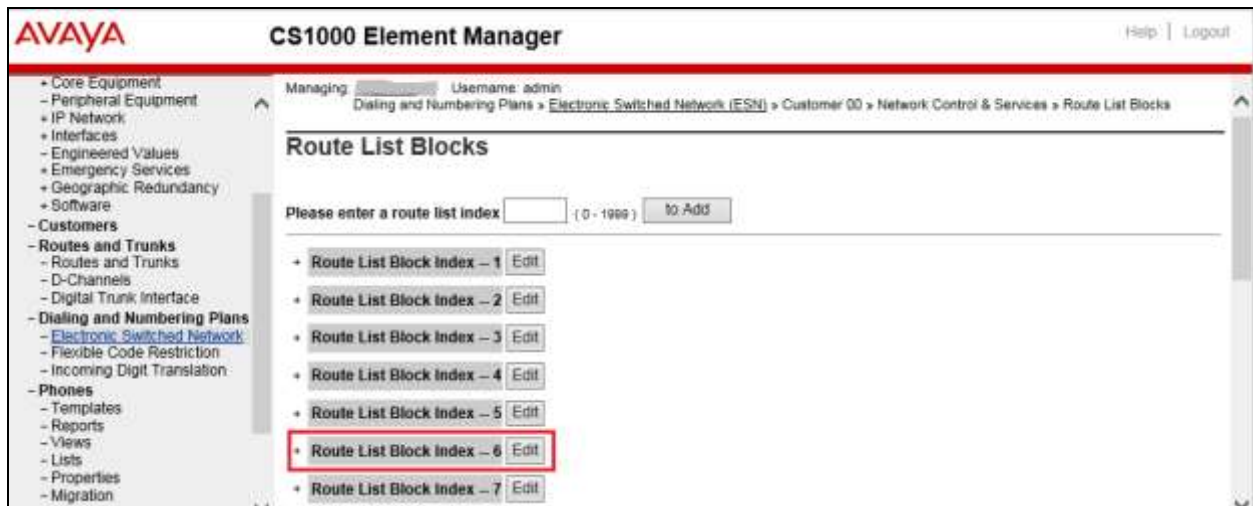 AVAYA
CS1000 Element Manager
Help | Logout
+ Core Equipment
– Peripheral Equipment
+ IP Network
+ Interfaces
– Engineered Values
+ Emergency Services
+ Geographic Redundancy
+ Software
– Customers
– Routes and Trunks
– Routes and Trunks
– D-Channels
– Digital Trunk Interface
– Dialing and Numbering Plans
– Electronic Switched Network
– Flexible Code Restriction
– Incoming Digit Translation
– Phones
– Templates
– Reports
– Views
– Lists
– Properties
– Migration
Managing: Username: admin
Dialing and Numbering Plans » Electronic Switched Network (ESN) » Customer 00 » Network Control & Services » Route List Blocks
Route List Blocks
Please enter a route list index ( 0 - 1999 ) to Add
+ Route List Block Index -- 1 Edit
+ Route List Block Index -- 2 Edit
+ Route List Block Index -- 3 Edit
+ Route List Block Index -- 4 Edit
+ Route List Block Index -- 5 Edit
+ Route List Block Index -- 6 Edit
+ Route List Block Index -- 7 Edit